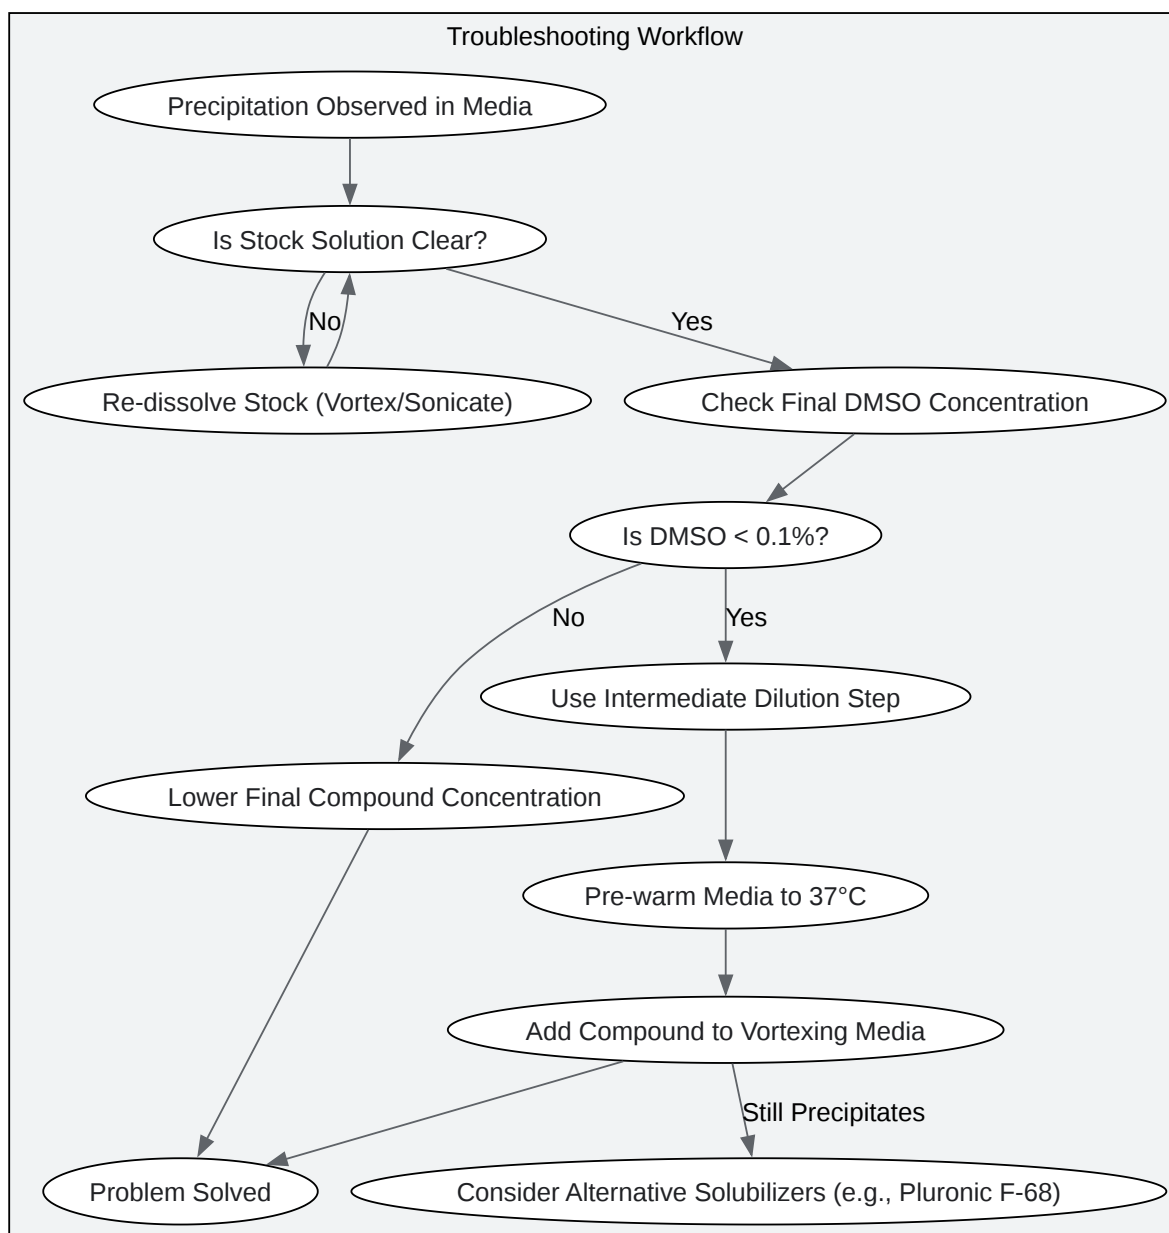 Troubleshooting Workflow
Precipitation Observed in Media
Is Stock Solution Clear?
No
Yes
Re-dissolve Stock (Vortex/Sonicate)
Check Final DMSO Concentration
Is DMSO < 0.1%?
No
Yes
Use Intermediate Dilution Step
Lower Final Compound Concentration
Pre-warm Media to 37°C
Add Compound to Vortexing Media
Still Precipitates
Problem Solved
Consider Alternative Solubilizers (e.g., Pluronic F-68)